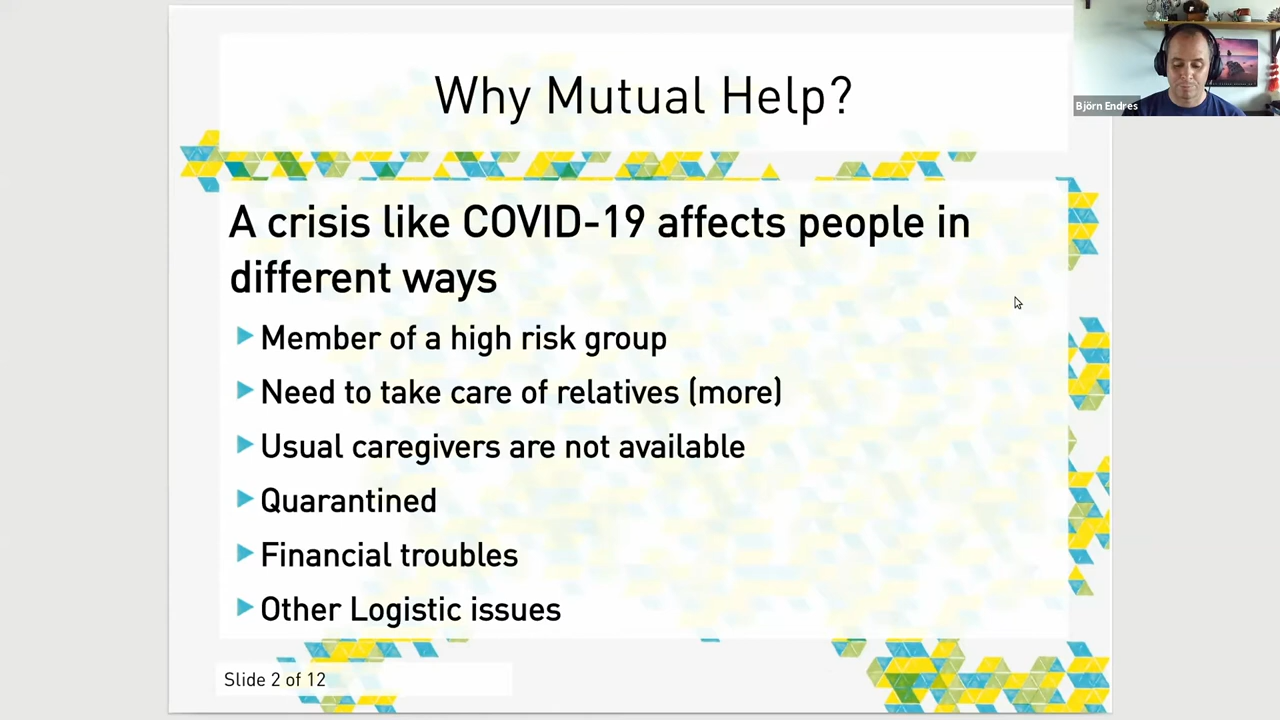 Why Mutual Help?
Björn Endres
A crisis like COVID-19 affects people in
different ways
Member of a high risk group
Need to take care of relatives (more)
Usual caregivers are not available
Quarantined
Financial troubles
Other Logistic issues
Slide 2 of 12